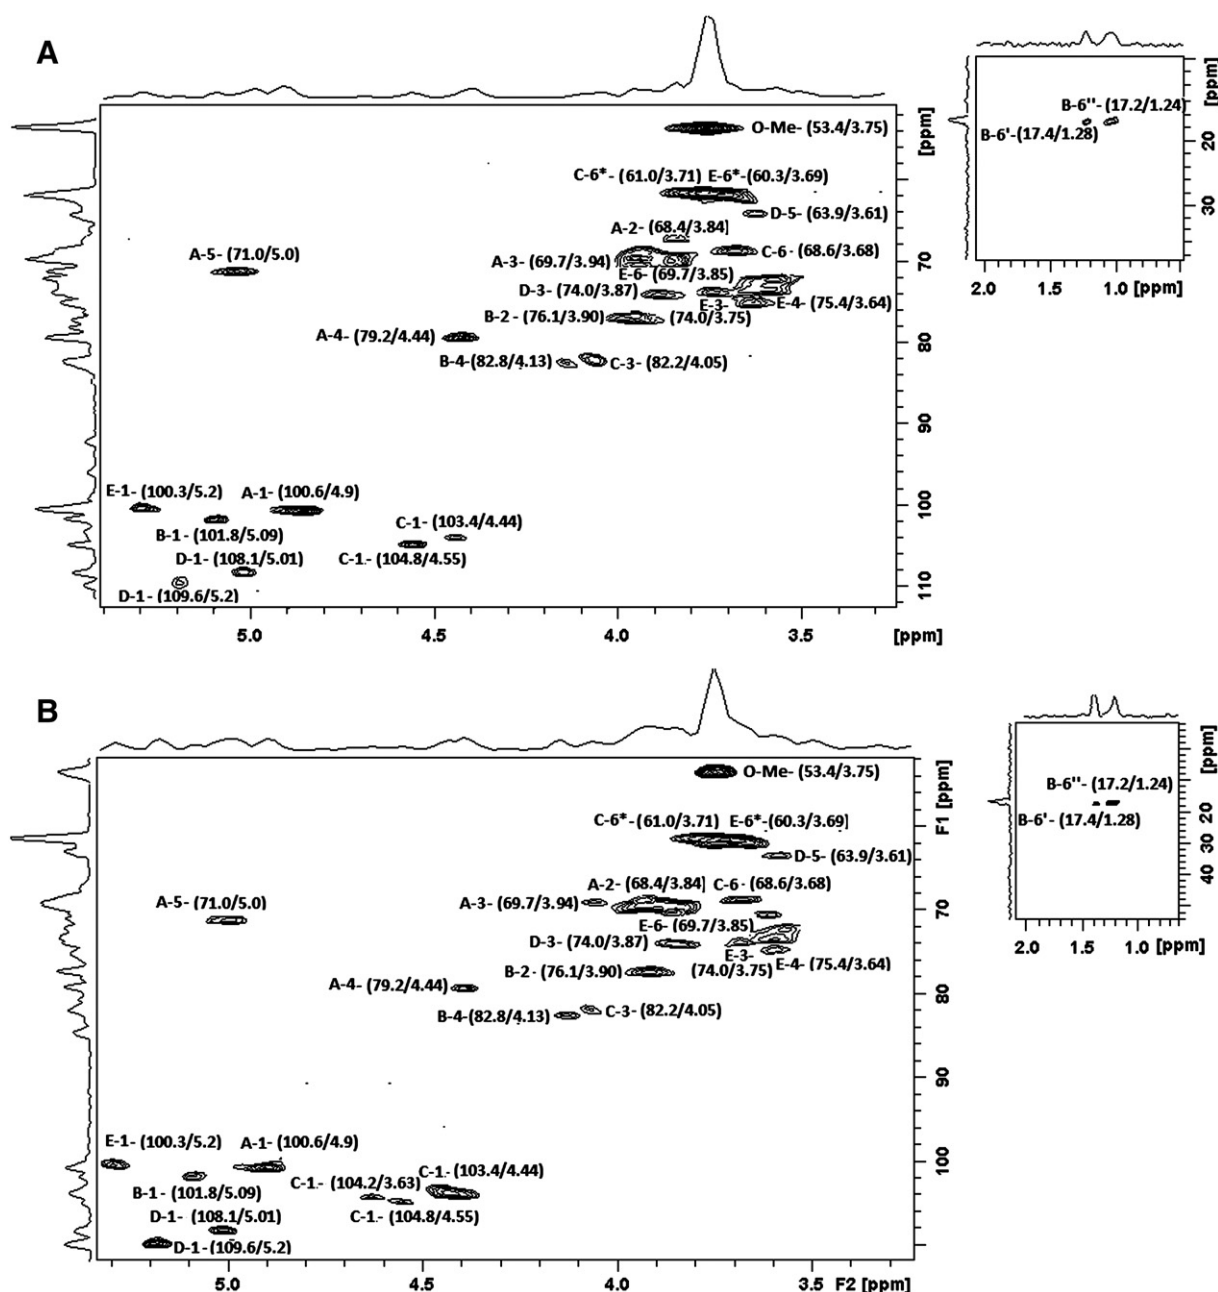 A
O-Me- (53.4/3.75)
C-6*- (61.0/3.71) E-6*-(60.3/3.69)
D-5- (63.9/3.61)
A-2- (68.4/3.84]
A-5- (71.0/5.0)
C-6 - (68.6/3.68)
A-3- (69.7/3.94)
E-6- (69.7/3.85)
D-3- (74.0/3.87)
E-3-
E-4- (75.4/3.64)
B-2 - (76.1/3.90)
(74.0/3.75)
A-4- (79.2/4.44)
B-4-(82.8/4.13)
C-3- (82.2/4.05)
E-1- (100.3/5.2)
A-1- (100.6/4.9)
C-1- (103.4/4.44)
B-1 - (101.8/5.09)
D-1- (108.1/5.01)
C-1.- (104.8/4.55)
D-1 - (109.6/5.2]
[ppm]
70
80
90
100
110
5.0 4.5 4.0 3.5 [ppm]
B-6''- (17.2/1.24)
B-6'-(17.4/1.28)
[ppm]
20
30
2.0 1.5 1.0 [ppm]
B
O-Me- (53.4/3.75)
C-6*-(61.0/3.71) E-6*-(60.3/3.69]
D-5- (63.9/3.61)
A-2- (68.4/3.84]
C-6 - (68.6/3.68)
A-5- (71.0/5.0)
A-3- (69.7/3.94)
E-6- (69.7/3.85]
D-3- (74.0/3.87)
E-3-
E-4- (75.4/3.64)
B-2- (76.1/3.90)
(74.0/3.75)
A-4- (79.2/4.44)
B-4-(82.8/4.13)
C-3- (82.2/4.05)
E-1- (100.3/5.2]
A-1- (100.6/4.9)
C-1.- (103.4/4.44)
C-1.- (104.2/3.63)
B-1- (101.8/5.09)
D-1- (108.1/5.01)
C-1.- (104.8/4.55)
D-1 -(109.6/5.2)
F1 [ppm]
70
80
90
100
5.0 4.5 4.0 3.5 F2 [ppm]
B-6''- (17.2/1.24)
B-6'- (17.4/1.28)
[ppm]
20
30
40
2.0 1.5 1.0 [ppm]